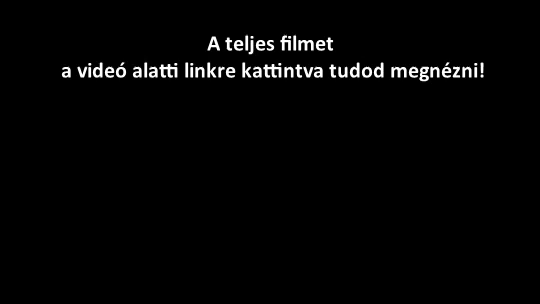 A teljes filmet
a videó alatti linkre kattintva tudod megnézni!